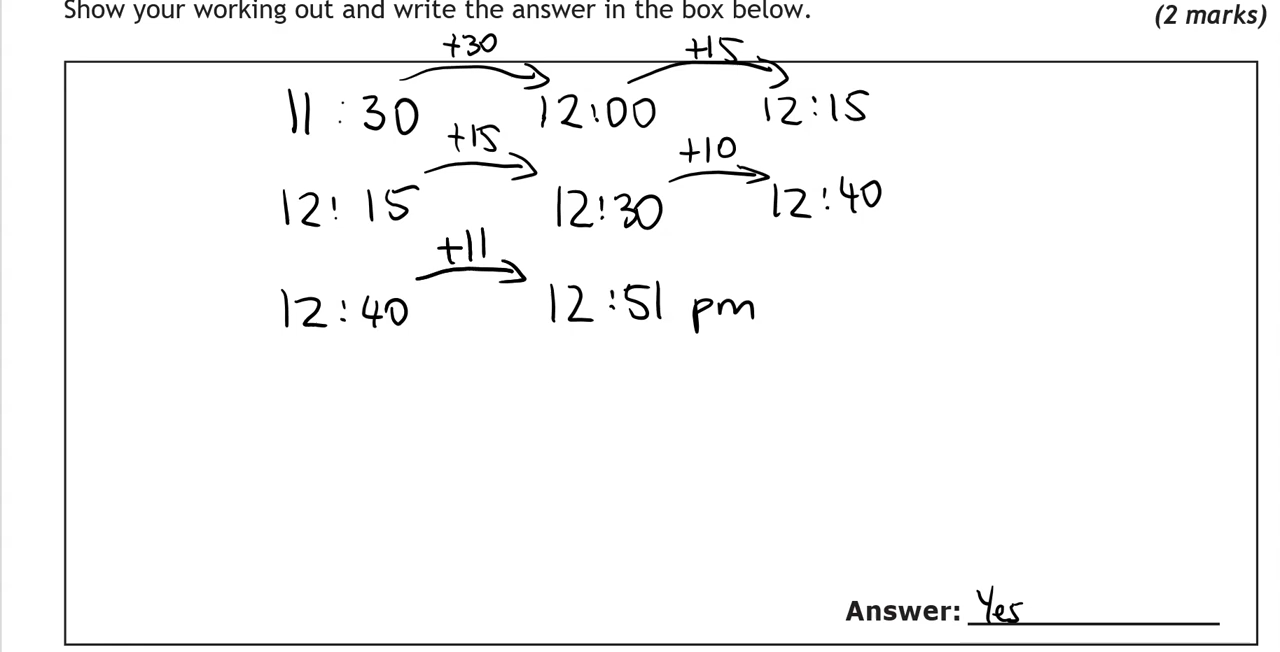 Show your working out and write the answer in the box below.
(2 marks)
+30 +15
11:30 12:00 12:15
+15 +10
12:15 12:30 12:40
+11
12:40 12:51 pm
Answer: Yes